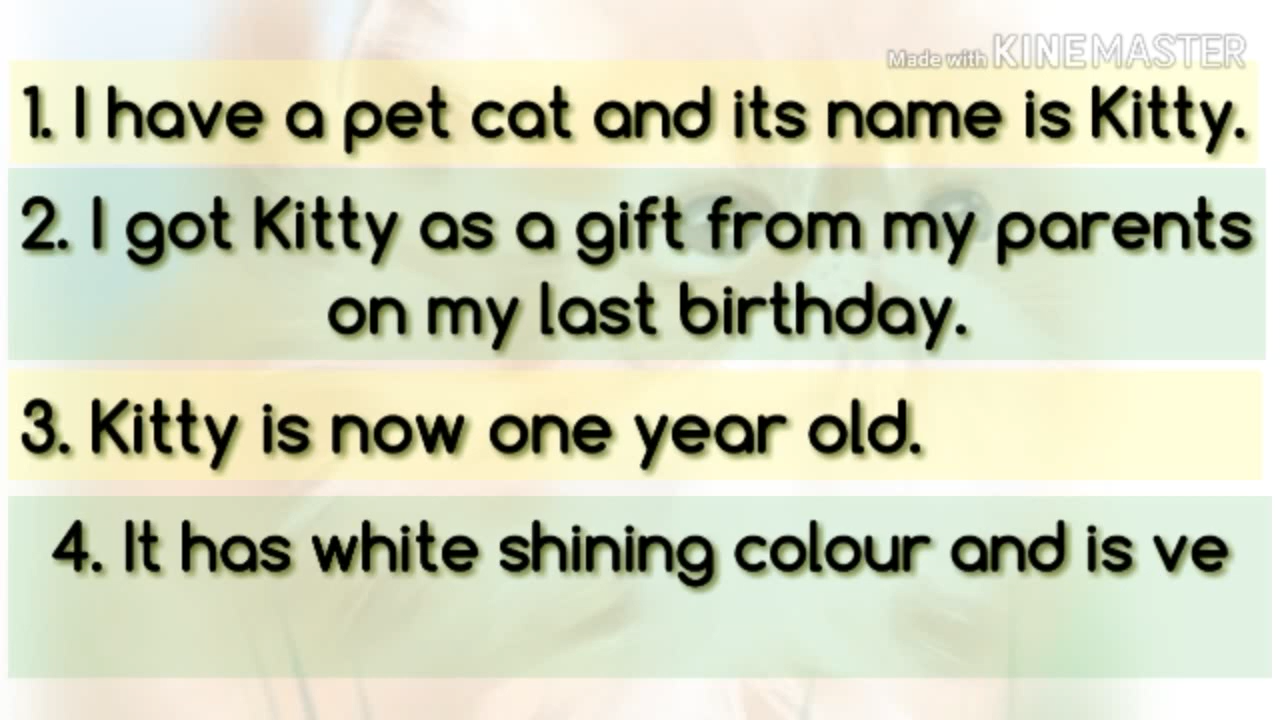 Made with KINEMASTER
1. I have a pet cat and its name is Kitty.
2. I got Kitty as a gift from my parents
on my last birthday.
3. Kitty is now one year old.
4. It has white shining colour and is ve